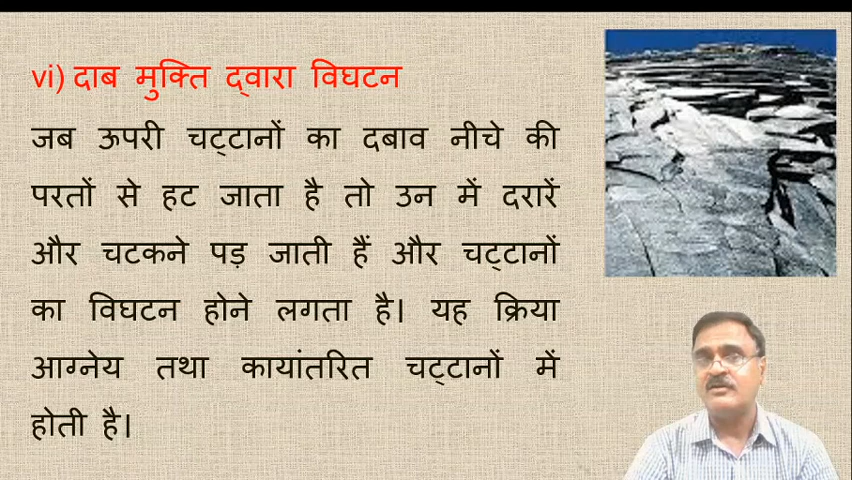 vi) दाब मुक्ति द्वारा विघटन
जब ऊपरी चट्टानों का दबाव नीचे की
परतों से हट जाता है तो उन में दरारें
और चटकने पड़ जाती हैं और चट्टानों
का विघटन होने लगता है। यह क्रिया
आग्नेय तथा कायांतरित चट्टानों में
होती है।